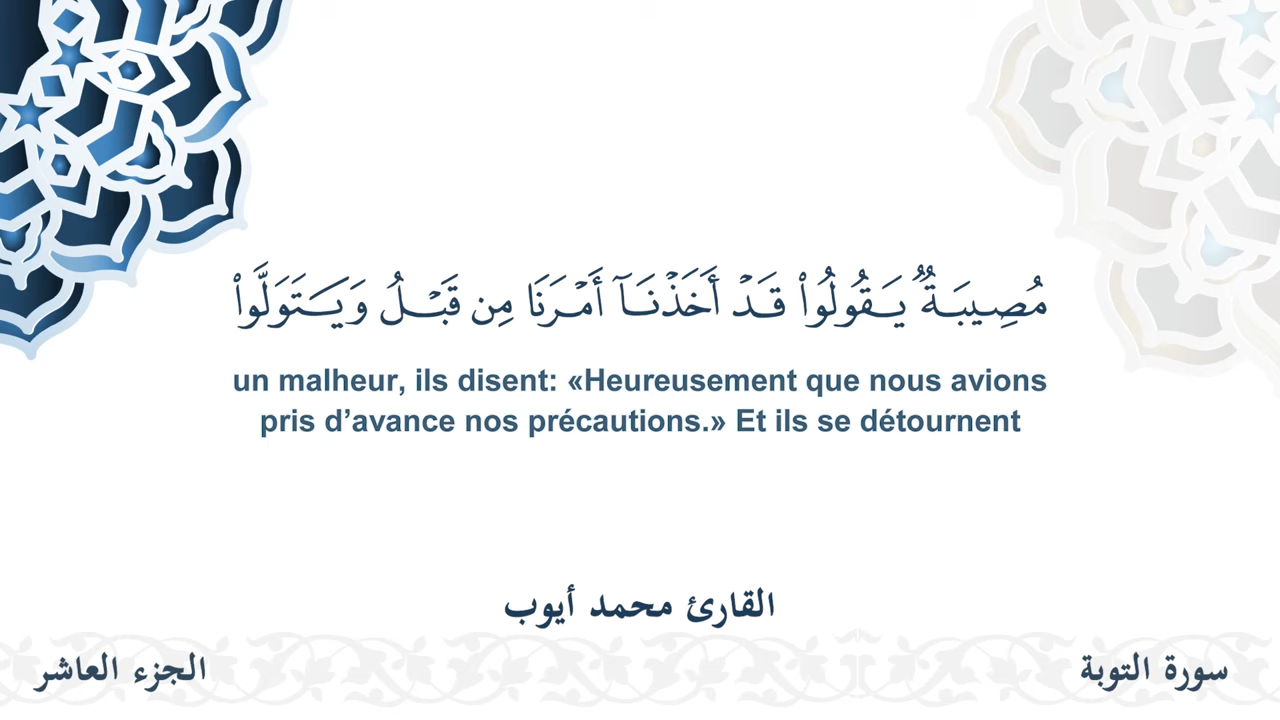 مُصِيبَةٌ يَقُولُوا۟ قَدْ أَخَذْنَآ أَمْرَنَا مِن قَبْلُ وَيَتَوَلَّوا۟
un malheur, ils disent: «Heureusement que nous avions
pris d’avance nos précautions.» Et ils se détournent
القارئ محمد أيوب
سورة التوبة
الجزء العاشر